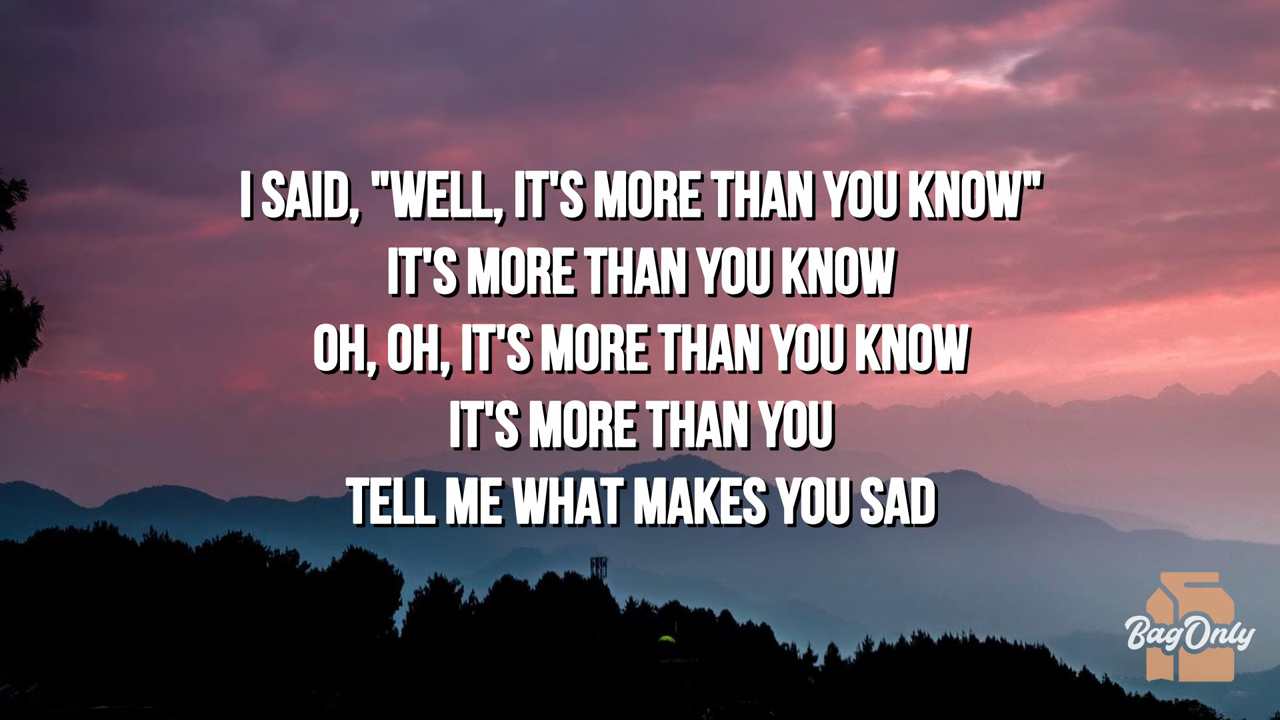 I SAID, "WELL, IT'S MORE THAN YOU KNOW"
IT'S MORE THAN YOU KNOW
OH, OH, IT'S MORE THAN YOU KNOW
IT'S MORE THAN YOU
TELL ME WHAT MAKES YOU SAD
BagOnly